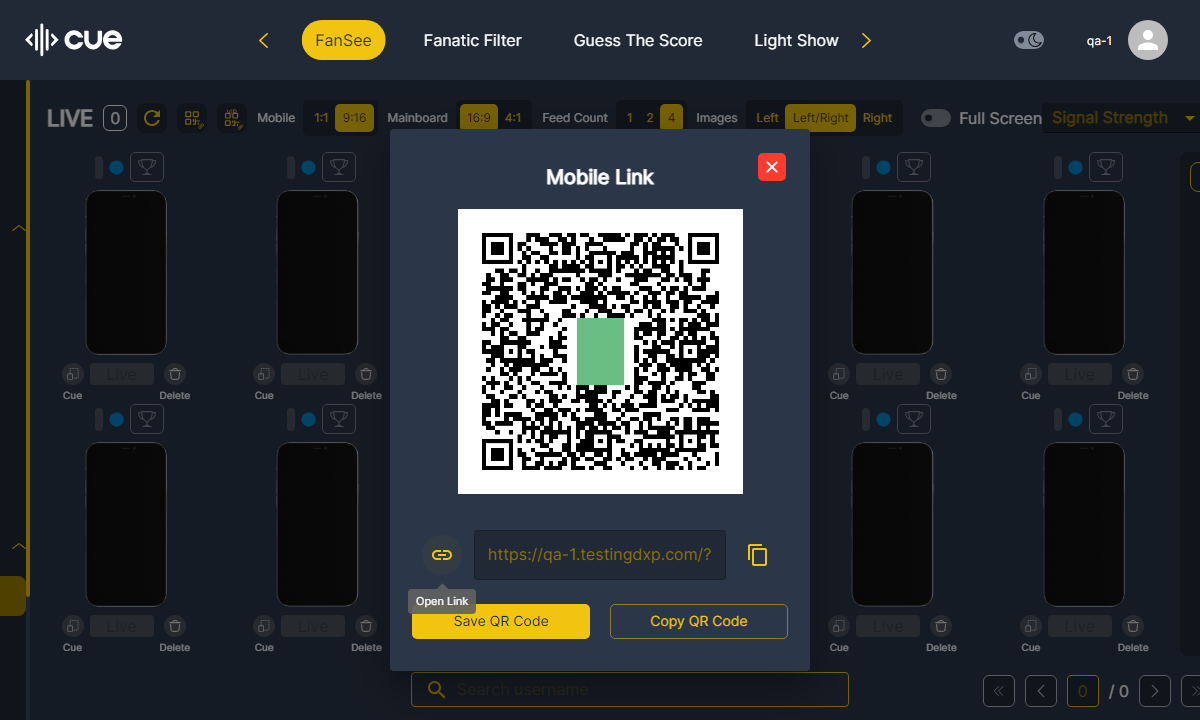 cue
FanSee
Fanatic Filter
Guess The Score
Light Show
qa-1
LIVE 0
Mobile 1:1 9:16
Mainboard 16:9 4:1
Feed Count 1 2 4
Images Left Left/Right Right
Full Screen
Signal Strength
Mobile Link
Live Live Live Live
Cue Delete Cue Delete Cue Delete Cue Delete
https://qa-1.testingdxp.com/?
Open Link
Save QR Code
Copy QR Code
Live Live Live Live
Cue Delete Cue Delete Cue Delete Cue Delete
Search username
0 / 0